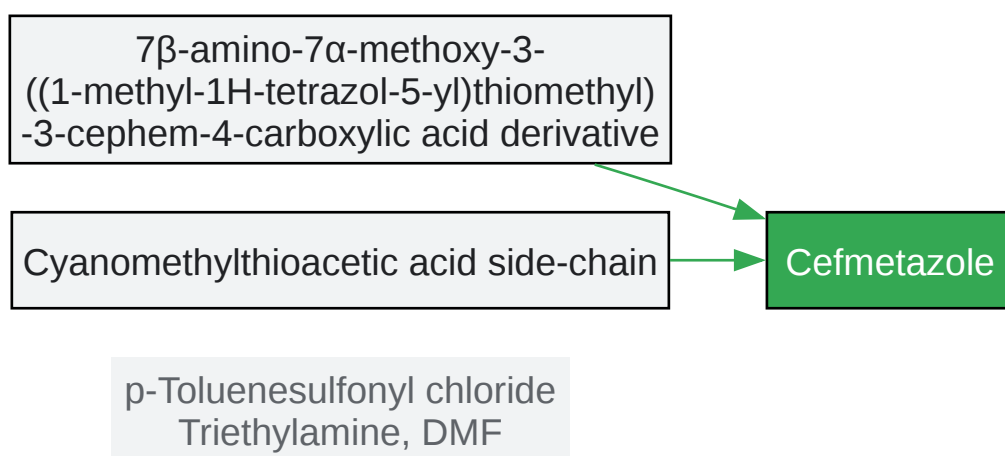 7β-amino-7α-methoxy-3-
((1-methyl-1H-tetrazol-5-yl)thiomethyl)
-3-cephem-4-carboxylic acid derivative
Cyanomethylthioacetic acid side-chain
Cefmetazole
p-Toluenesulfonyl chloride
Triethylamine, DMF